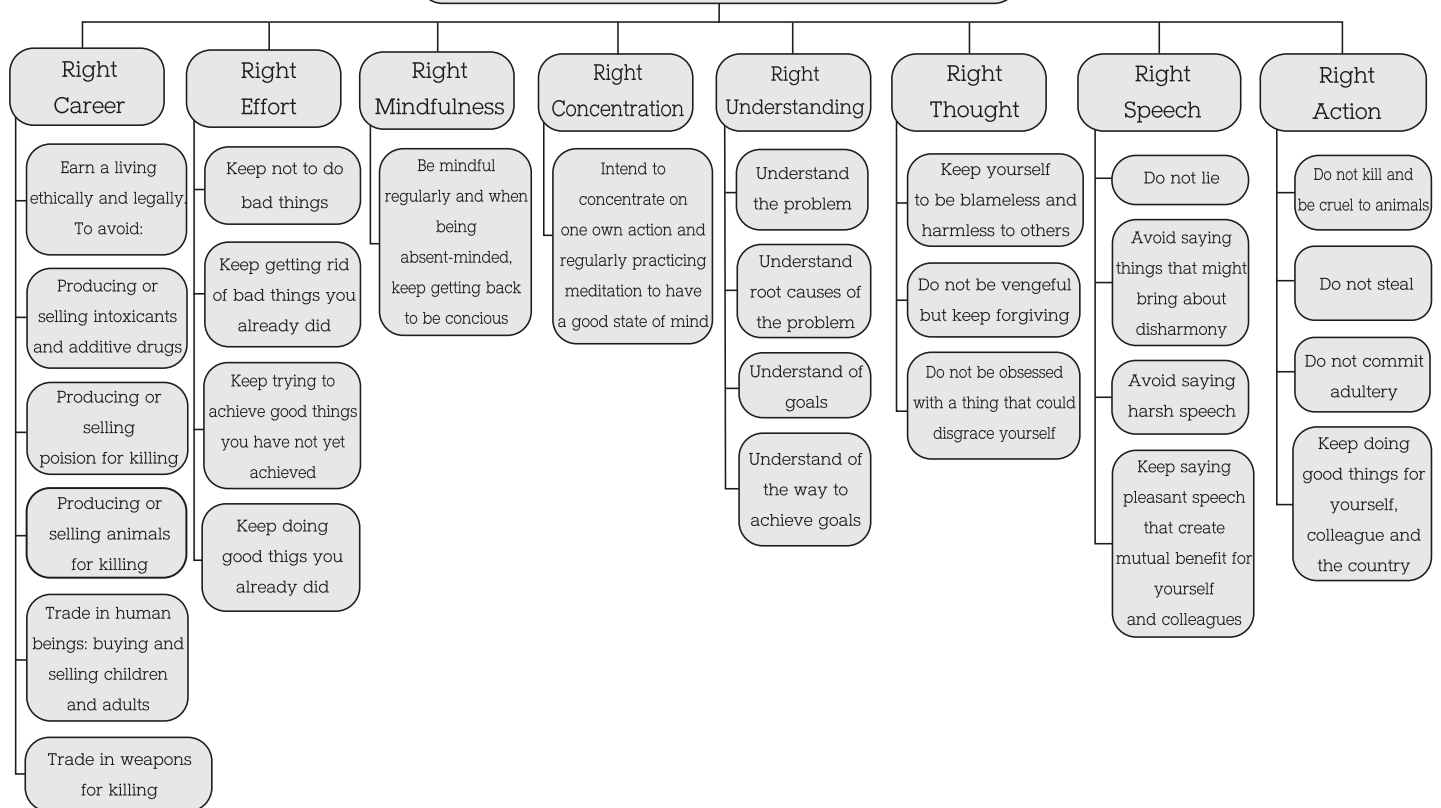 Right
Career
Earn a living
ethically and legally.
To avoid:
Producing or
selling intoxicants
and additive drugs
Producing or
selling
poision for killing
Producing or
selling animals
for killing
Trade in human
beings: buying and
selling children
and adults
Trade in weapons
for killing
Right
Effort
Keep not to do
bad things
Keep getting rid
of bad things you
already did
Keep trying to
achieve good things
you have not yet
achieved
Keep doing
good thigs you
already did
Right
Mindfulness
Be mindful
regularly and when
being
absent-minded,
keep getting back
to be concious
Right
Concentration
Intend to
concentrate on
one own action and
regularly practicing
meditation to have
a good state of mind
Right
Understanding
Understand
the problem
Understand
root causes of
the problem
Understand of
goals
Understand of
the way to
achieve goals
Right
Thought
Keep yourself
to be blameless and
harmless to others
Do not be vengeful
but keep forgiving
Do not be obsessed
with a thing that could
disgrace yourself
Right
Speech
Do not lie
Avoid saying
things that might
bring about
disharmony
Avoid saying
harsh speech
Keep saying
pleasant speech
that create
mutual benefit for
yourself
and colleagues
Right
Action
Do not kill and
be cruel to animals
Do not steal
Do not commit
adultery
Keep doing
good things for
yourself,
colleague and
the country